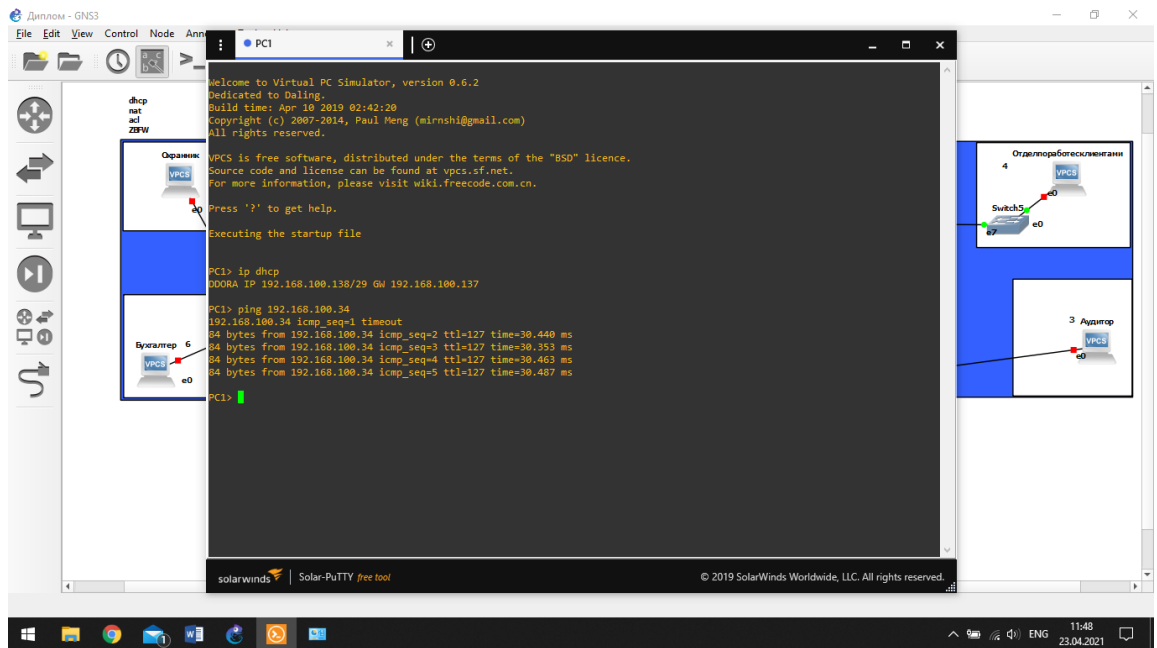 Диплом - GNS3
File Edit View Control Node
PC1
dhcp
nat
acl
ZBFW
Охранник
VPCS
e0
Бухгалтер 6
VPCS
e0
Welcome to Virtual PC Simulator, version 0.6.2
Dedicated to Daling.
Build time: Apr 10 2019 02:42:20
Copyright (c) 2007-2014, Paul Meng (mirnshi@gmail.com)
All rights reserved.
VPCS is free software, distributed under the terms of the "BSD" licence.
Source code and license can be found at vpcs.sf.net.
For more information, please visit wiki.freecode.com.cn.
Press '?' to get help.
Executing the startup file
PC1> ip dhcp
DDORA IP 192.168.100.138/29 GW 192.168.100.137
PC1> ping 192.168.100.34
192.168.100.34 icmp_seq=1 timeout
84 bytes from 192.168.100.34 icmp_seq=2 ttl=127 time=30.440 ms
84 bytes from 192.168.100.34 icmp_seq=3 ttl=127 time=30.353 ms
84 bytes from 192.168.100.34 icmp_seq=4 ttl=127 time=30.463 ms
84 bytes from 192.168.100.34 icmp_seq=5 ttl=127 time=30.487 ms
PC1>
Отделпоработесклиентами
4
VPCS
e0
Switch5
e0
e7
3 Аудитор
VPCS
e0
solarwinds Solar-PuTTY free tool
© 2019 SolarWinds Worldwide, LLC. All rights reserved.
1
ENG
11:48
23.04.2021